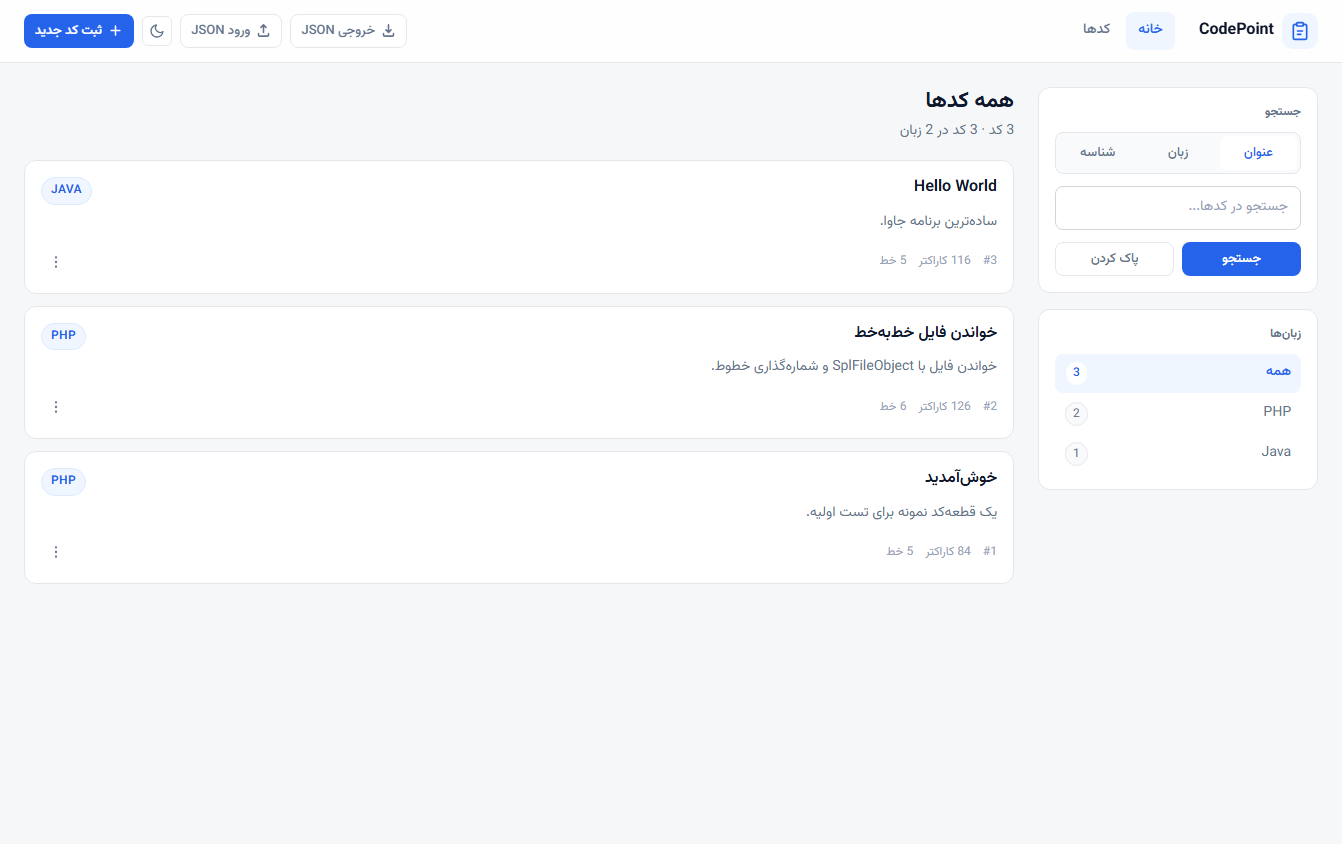 CodePoint
خانه
کدها
خروجی JSON
ورود JSON
ثبت کد جدید
جستجو
عنوان
زبان
شناسه
جستجو در کدها...
جستجو
پاک کردن
زبان‌ها
همه 3
PHP 2
Java 1
همه کدها
3 کد · 3 کد در 2 زبان
Hello World
JAVA
ساده‌ترین برنامه جاوا.
#3 116 کاراکتر 5 خط
خواندن فایل خط‌به‌خط
PHP
خواندن فایل با SplFileObject و شماره‌گذاری خطوط.
#2 126 کاراکتر 6 خط
خوش‌آمدید
PHP
یک قطعه‌کد نمونه برای تست اولیه.
#1 84 کاراکتر 5 خط